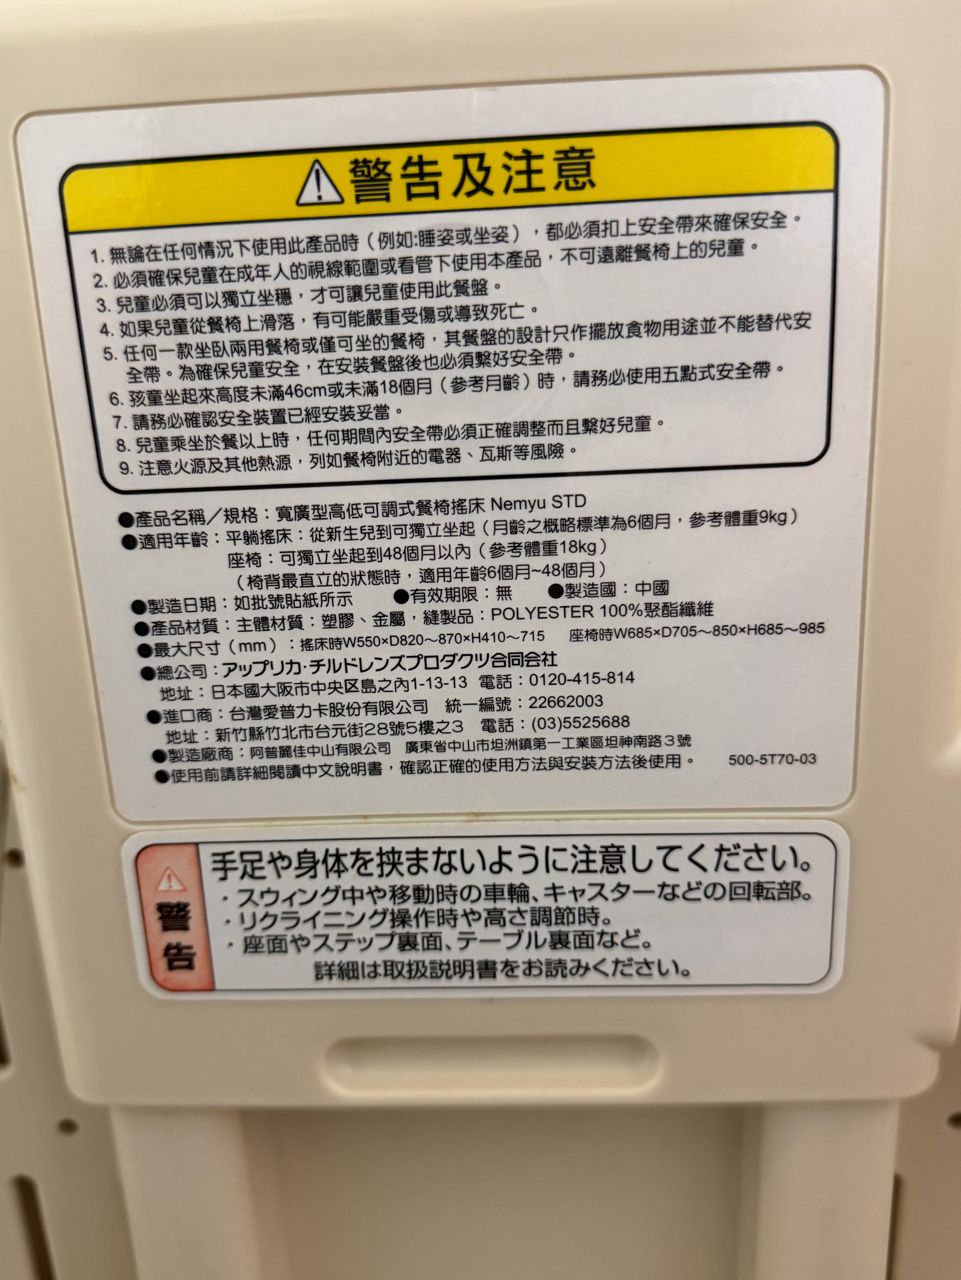 ⚠警告及注意
1. 無論在任何情況下使用此產品時（例如:睡姿或坐姿），都必須扣上安全帶來確保安全。
2. 必須確保兒童在成年人的視線範圍或看管下使用本產品，不可遠離餐椅上的兒童。
3. 兒童必須可以獨立坐穩，才可讓兒童使用此餐盤。
4. 如果兒童從餐椅上滑落，有可能嚴重受傷或導致死亡。
5. 任何一款坐臥兩用餐椅或僅可坐的餐椅，其餐盤的設計只作擺放食物用途並不能替代安
全帶。為確保兒童安全，在安裝餐盤後也必須繫好安全帶。
6. 孩童坐起來高度未滿46cm或未滿18個月（參考月齡）時，請務必使用五點式安全帶。
7. 請務必確認安全裝置已經安裝妥當。
8. 兒童乘坐於餐以上時，任何期間內安全帶必須正確調整而且繫好兒童。
9. 注意火源及其他熱源，列如餐椅附近的電器、瓦斯等風險。
●產品名稱／規格：寬廣型高低可調式餐椅搖床 Nemyu STD
●適用年齡：平躺搖床：從新生兒到可獨立坐起（月齡之概略標準為6個月，參考體重9kg）
座椅：可獨立坐起到48個月以內（參考體重18kg）
（椅背最直立的狀態時，適用年齡6個月~48個月）
●製造日期：如批號貼紙所示 ●有效期限：無 ●製造國：中國
●產品材質：主體材質：塑膠、金屬，縫製品：POLYESTER 100%聚酯纖維
●最大尺寸（mm）：搖床時W550×D820～870×H410～715 座椅時W685×D705～850×H685～985
●總公司：アップリカ･チルドレンズプロダクツ合同会社
地址：日本國大阪市中央区島之內1-13-13 電話：0120-415-814
●進口商：台灣愛普力卡股份有限公司 統一編號：22662003
地址：新竹縣竹北市台元街28號5樓之3 電話：(03)5525688
●製造廠商：阿普麗佳中山有限公司 廣東省中山市坦洲鎮第一工業區坦神南路３號
●使用前請詳細閱讀中文說明書，確認正確的使用方法與安裝方法後使用。 500-5T70-03
⚠警告
手足や身体を挟まないように注意してください。
・スウィング中や移動時の車輪、キャスターなどの回転部。
・リクライニング操作時や高さ調節時。
・座面やステップ裏面、テーブル裏面など。
詳細は取扱説明書をお読みください。